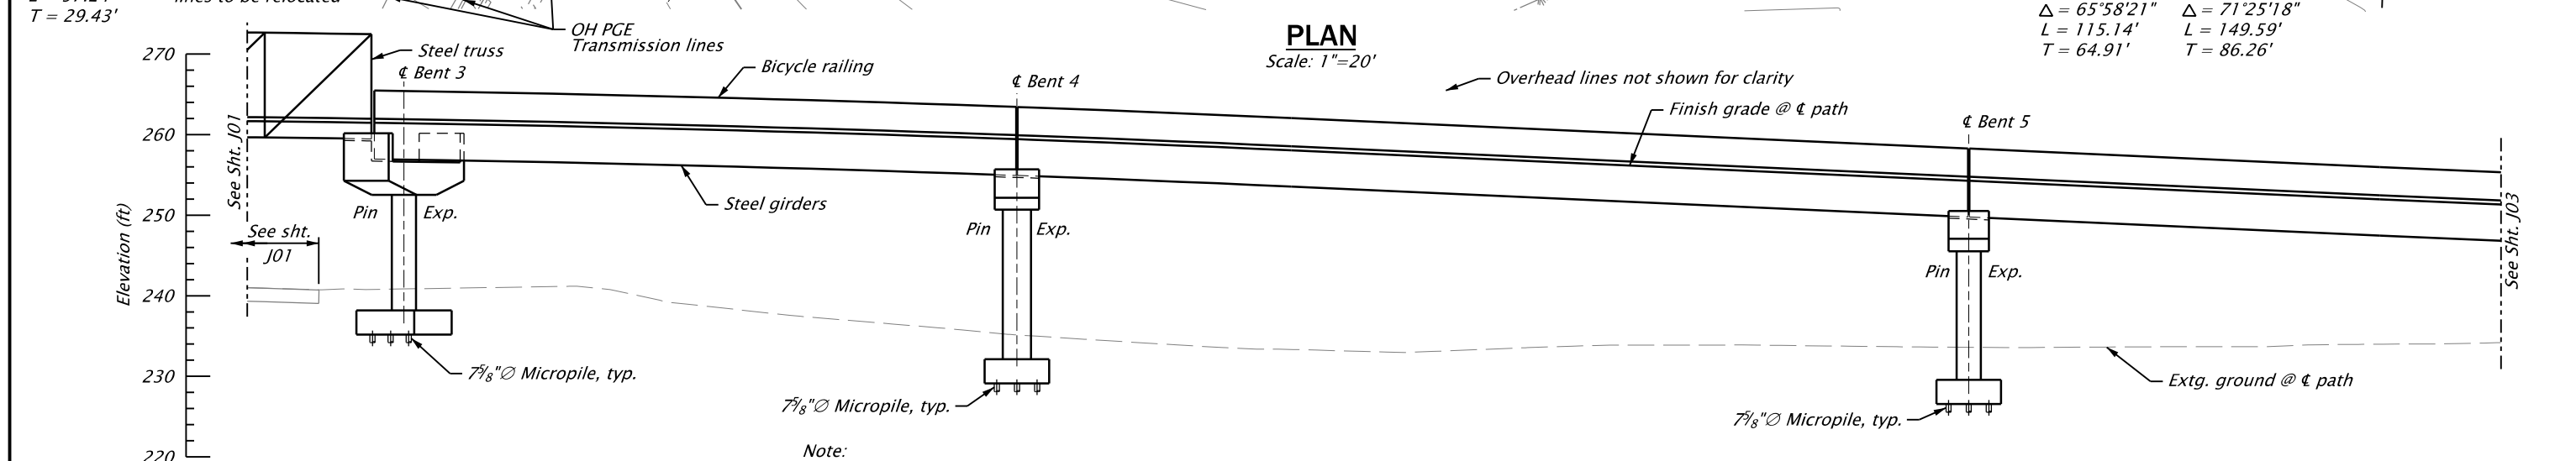 lines to be relocated
T = 29.43'
OH PGE
Transmission lines
PLAN
Scale: 1"=20'
Δ = 65°58'21"
L = 115.14'
T = 64.91'
Δ = 71°25'18"
L = 149.59'
T = 86.26'
Steel truss
℄ Bent 3
Bicycle railing
℄ Bent 4
Overhead lines not shown for clarity
Finish grade @ ℄ path
℄ Bent 5
270
260
250
240
230
220
Elevation (ft)
See Sht. J01
See sht.
J01
Pin
Exp.
Steel girders
Pin
Exp.
Pin
Exp.
See Sht. J03
7⅝"∅ Micropile, typ.
7⅝"∅ Micropile, typ.
7⅝"∅ Micropile, typ.
Extg. ground @ ℄ path
Note: